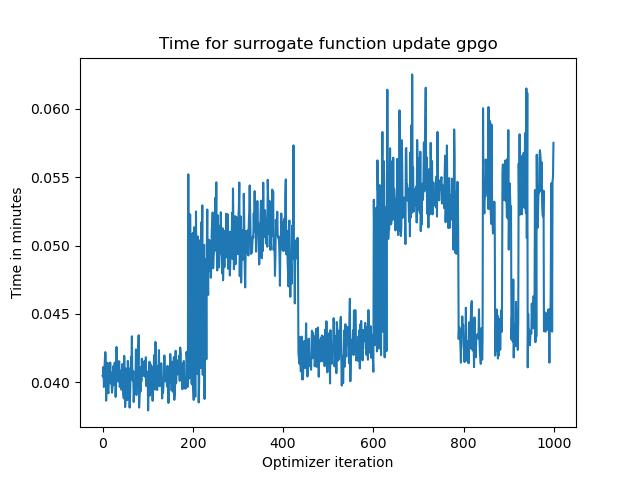 Time for surrogate function update gpgo
0.060
0.055
0.050
0.045
0.040
Time in minutes
0 200 400 600 800 1000
Optimizer iteration